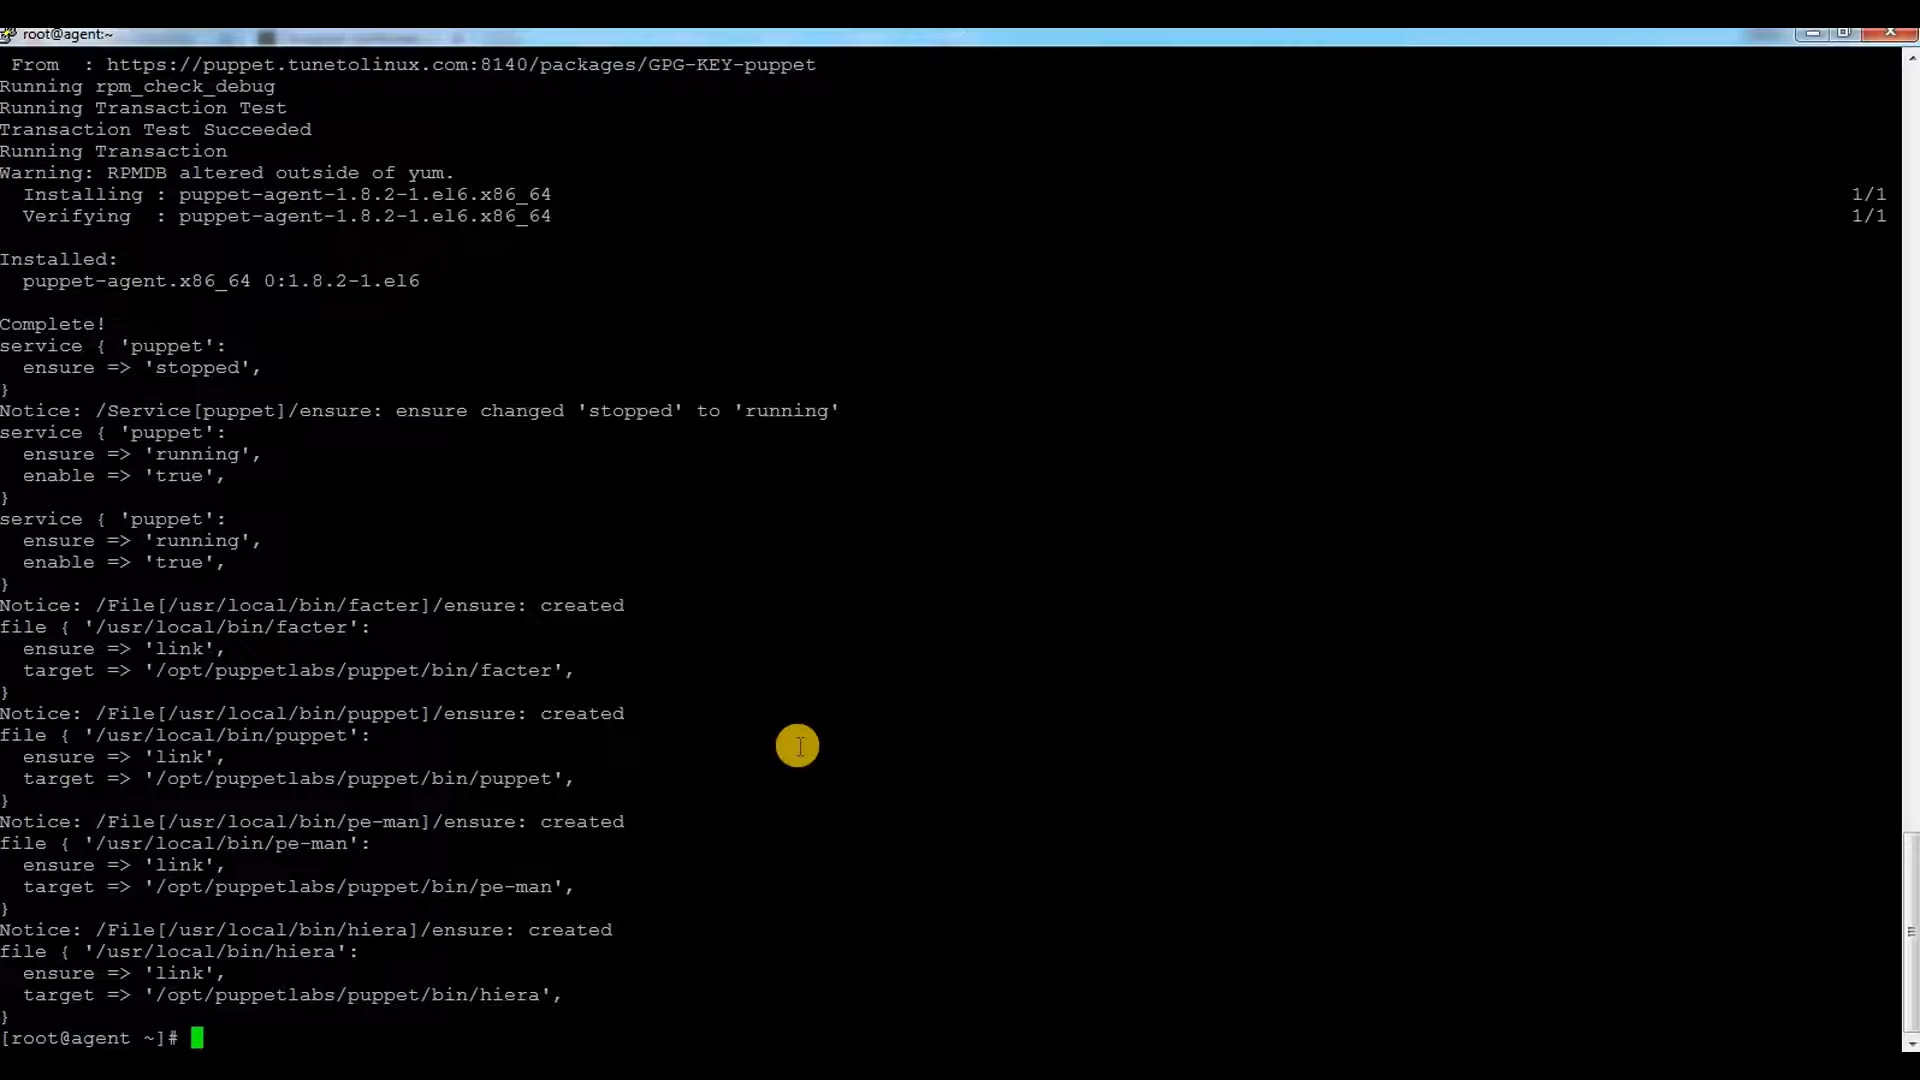 root@agent:~
 From  : https://puppet.tunetolinux.com:8140/packages/GPG-KEY-puppet
Running rpm_check_debug
Running Transaction Test
Transaction Test Succeeded
Running Transaction
Warning: RPMDB altered outside of yum.
  Installing : puppet-agent-1.8.2-1.el6.x86_64 1/1
  Verifying  : puppet-agent-1.8.2-1.el6.x86_64 1/1
Installed:
  puppet-agent.x86_64 0:1.8.2-1.el6
Complete!
service { 'puppet':
  ensure => 'stopped',
}
Notice: /Service[puppet]/ensure: ensure changed 'stopped' to 'running'
service { 'puppet':
  ensure => 'running',
  enable => 'true',
}
service { 'puppet':
  ensure => 'running',
  enable => 'true',
}
Notice: /File[/usr/local/bin/facter]/ensure: created
file { '/usr/local/bin/facter':
  ensure => 'link',
  target => '/opt/puppetlabs/puppet/bin/facter',
}
Notice: /File[/usr/local/bin/puppet]/ensure: created
file { '/usr/local/bin/puppet':
  ensure => 'link',
  target => '/opt/puppetlabs/puppet/bin/puppet',
}
Notice: /File[/usr/local/bin/pe-man]/ensure: created
file { '/usr/local/bin/pe-man':
  ensure => 'link',
  target => '/opt/puppetlabs/puppet/bin/pe-man',
}
Notice: /File[/usr/local/bin/hiera]/ensure: created
file { '/usr/local/bin/hiera':
  ensure => 'link',
  target => '/opt/puppetlabs/puppet/bin/hiera',
}
[root@agent ~]#